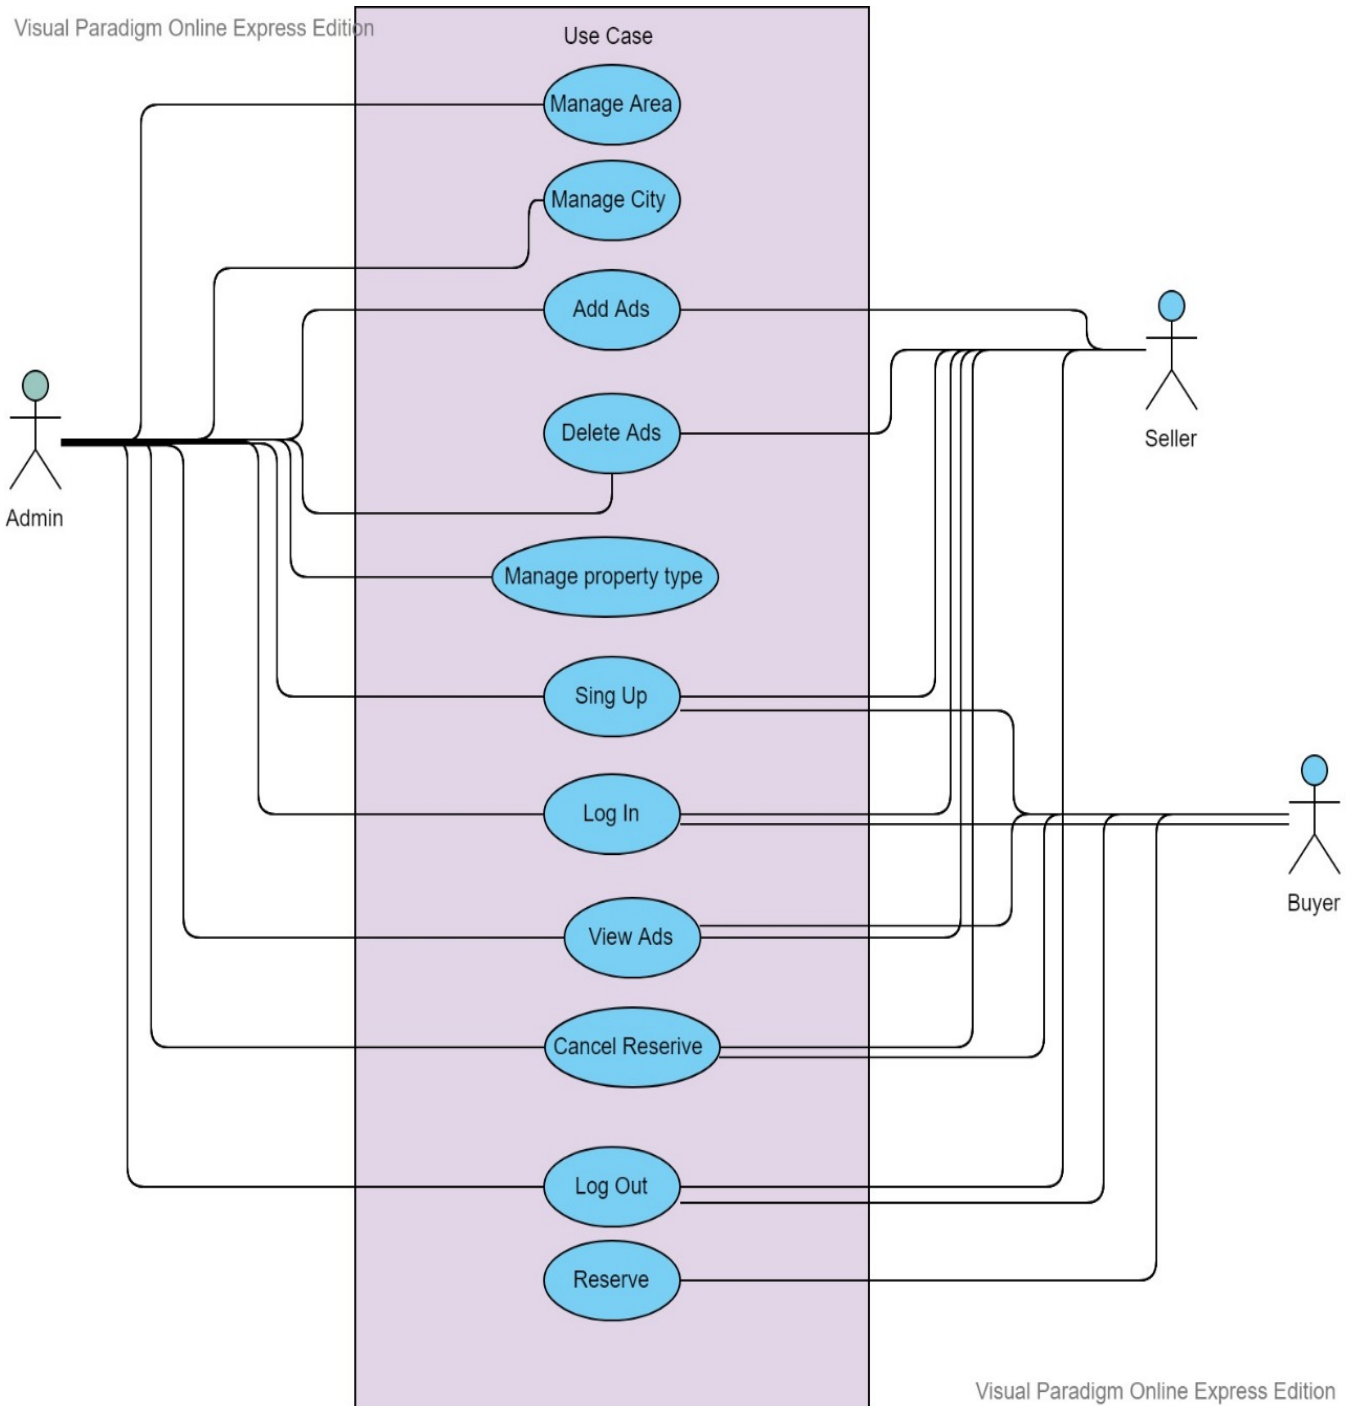 Visual Paradigm Online Express Edition
Use Case
Manage Area
Manage City
Add Ads
Delete Ads
Seller
Admin
Manage property type
Sing Up
Log In
View Ads
Buyer
Cancel Reserive
Log Out
Reserve
Visual Paradigm Online Express Edition